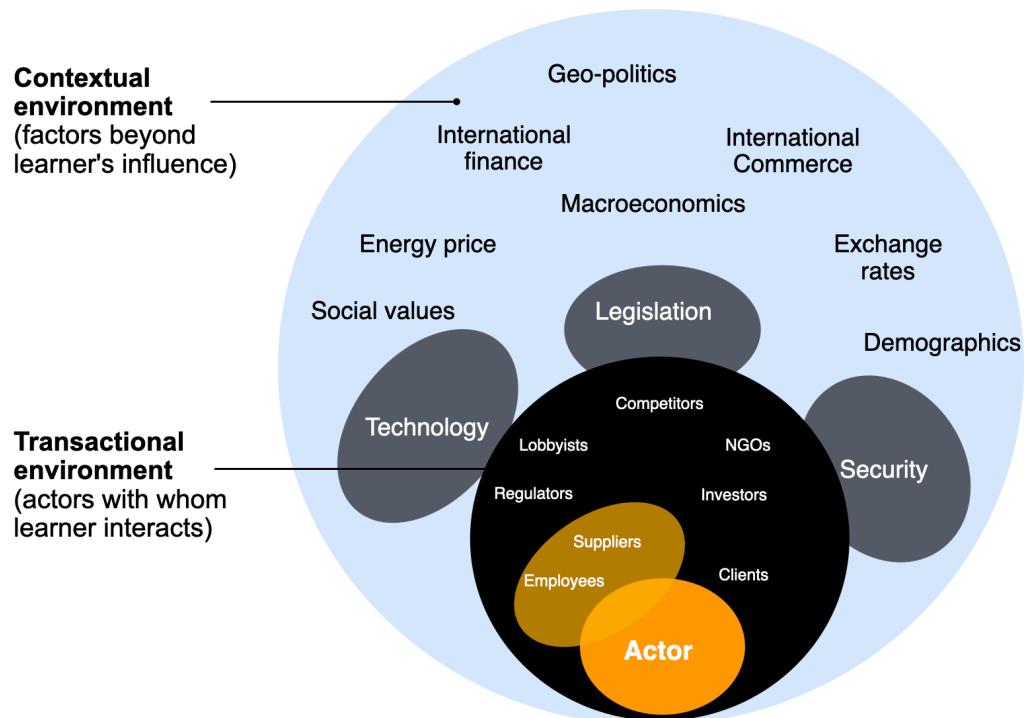 Contextual
environment
(factors beyond
learner's influence)
Geo-politics
International
finance
International
Commerce
Macroeconomics
Energy price
Exchange
rates
Social values
Legislation
Demographics
Technology
Security
Transactional
environment
(actors with whom
learner interacts)
Competitors
Lobbyists
NGOs
Regulators
Investors
Suppliers
Employees
Clients
Actor